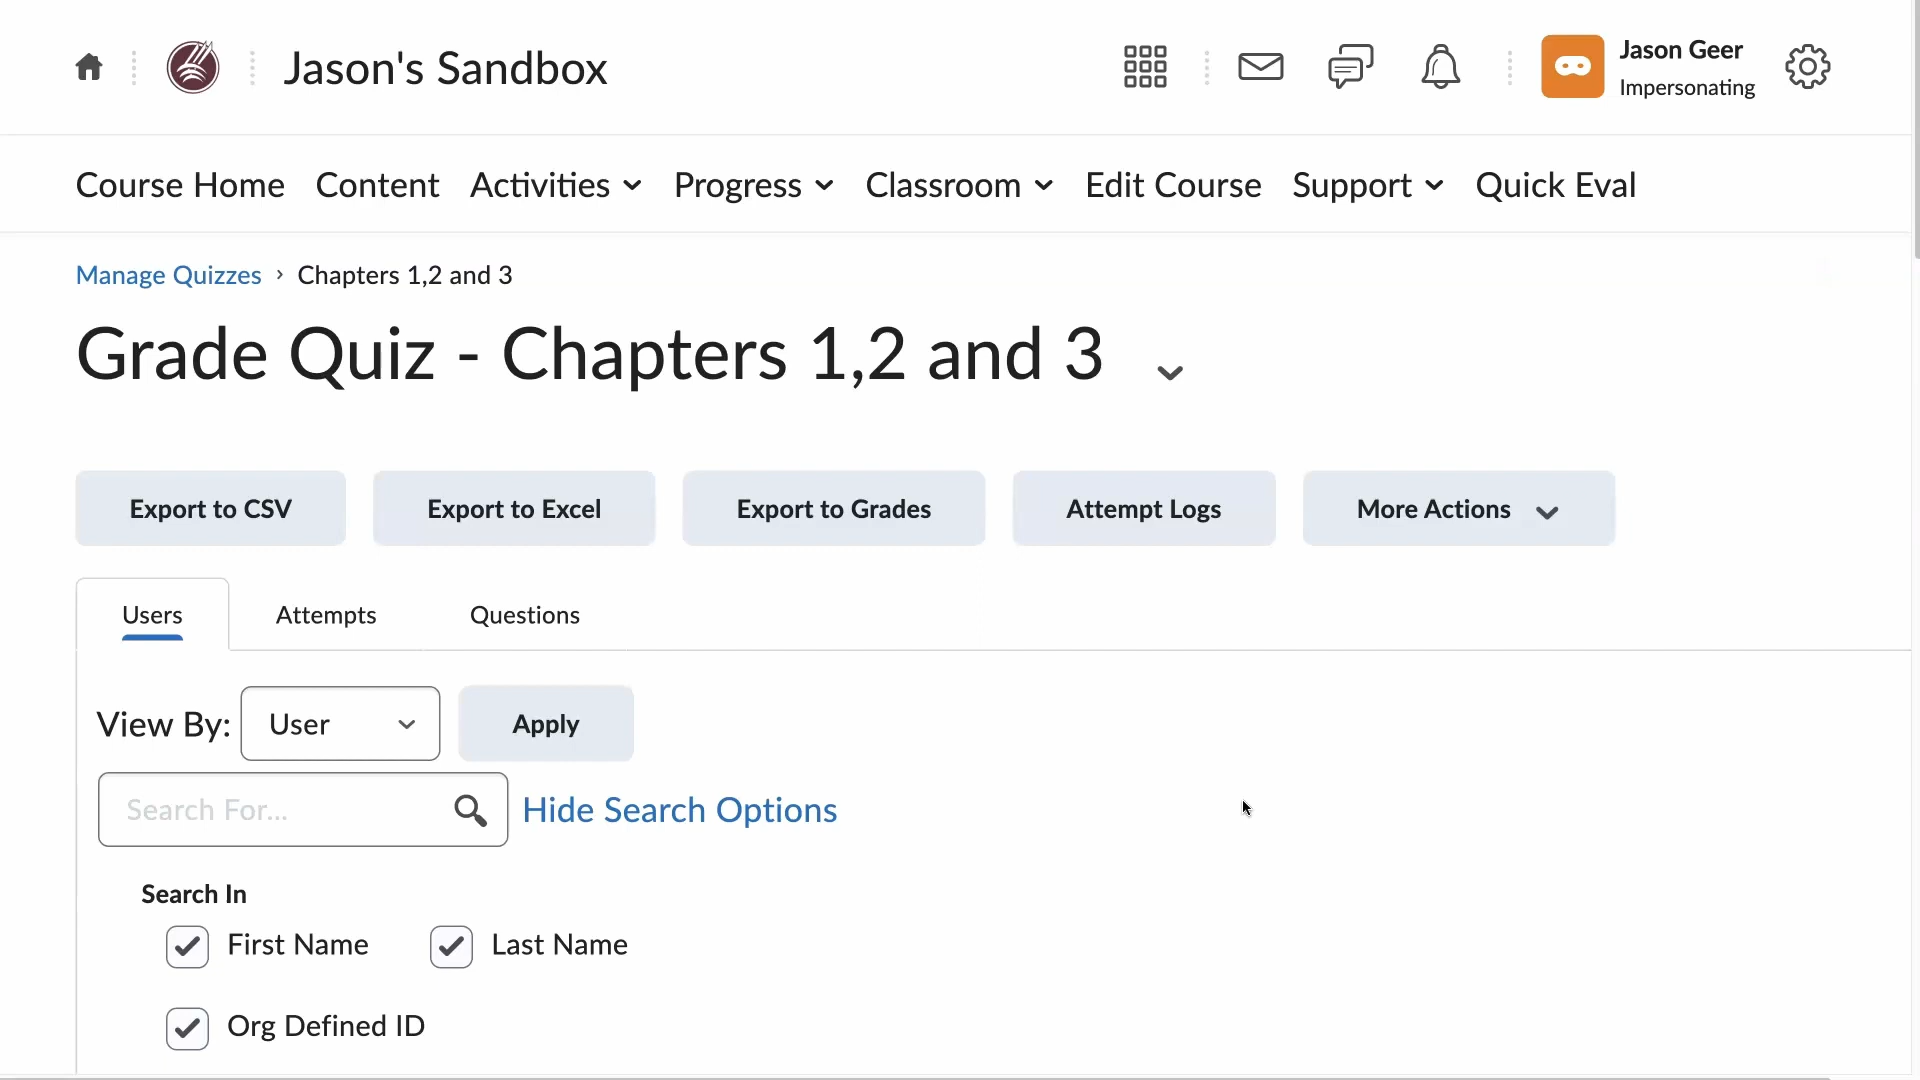 Jason's Sandbox
Jason Geer
Impersonating
Course Home Content Activities Progress Classroom Edit Course Support Quick Eval
Manage Quizzes › Chapters 1,2 and 3
Grade Quiz - Chapters 1,2 and 3
Export to CSV Export to Excel Export to Grades Attempt Logs More Actions
Users Attempts Questions
View By: User Apply
Search For... Hide Search Options
Search In
First Name Last Name
Org Defined ID